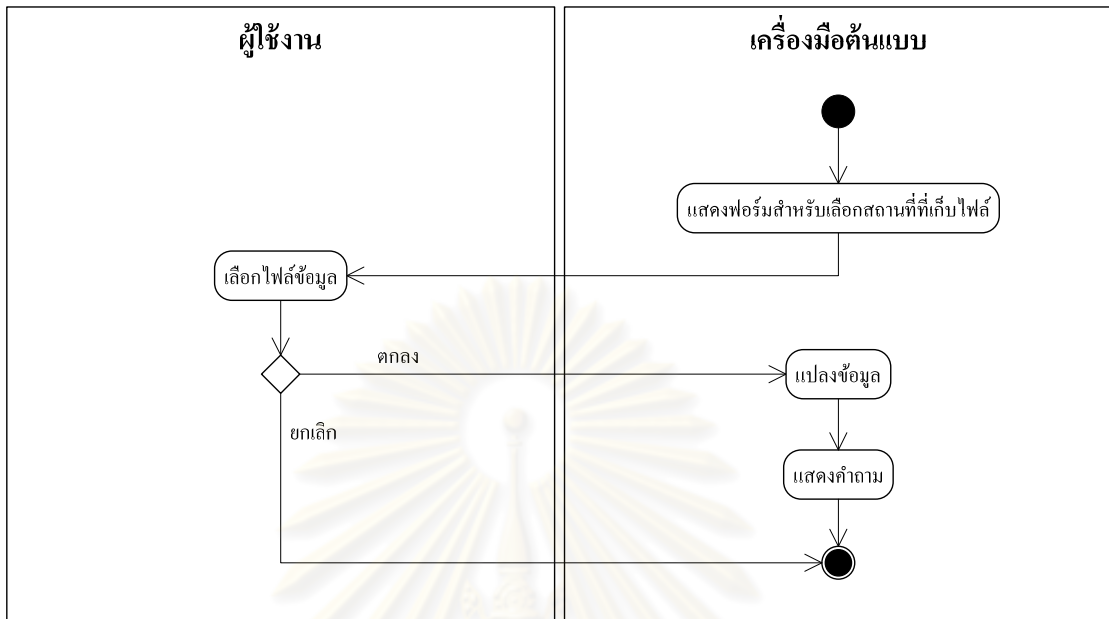 ผู้ใช้งาน
เครื่องมือต้นแบบ
แสดงฟอร์มสำหรับเลือกสถานที่ที่เก็บไฟล์
เลือกไฟล์ข้อมูล
ตกลง
แปลงข้อมูล
ยกเลิก
แสดงคำถาม